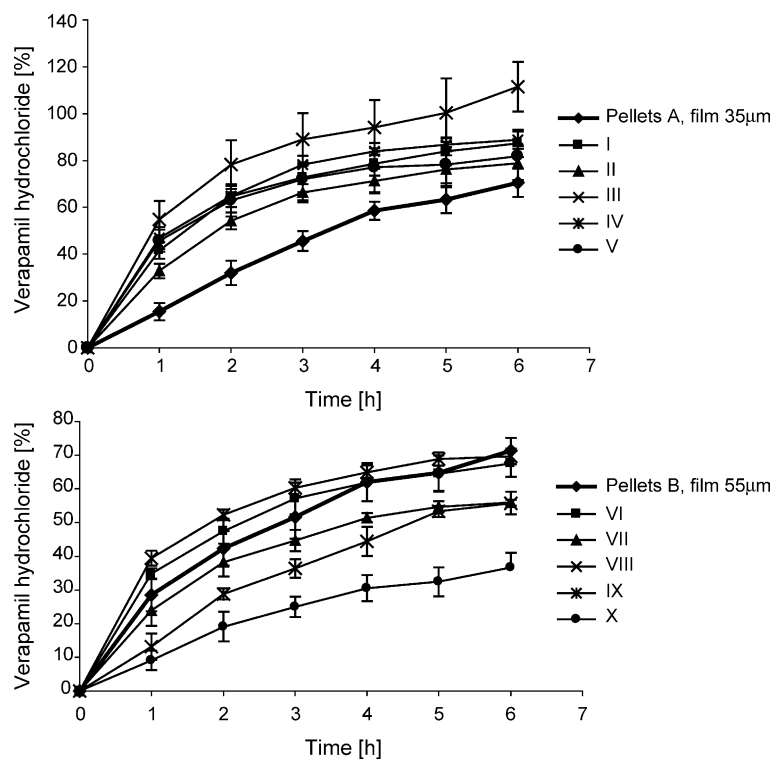 Verapamil hydrochloride [%]
140
120
100
80
60
40
20
0
0 1 2 3 4 5 6 7
Time [h]
Pellets A, film 35μm
I
II
III
IV
V
Verapamil hydrochloride [%]
80
70
60
50
40
30
20
10
0
0 1 2 3 4 5 6 7
Time [h]
Pellets B, film 55μm
VI
VII
VIII
IX
X